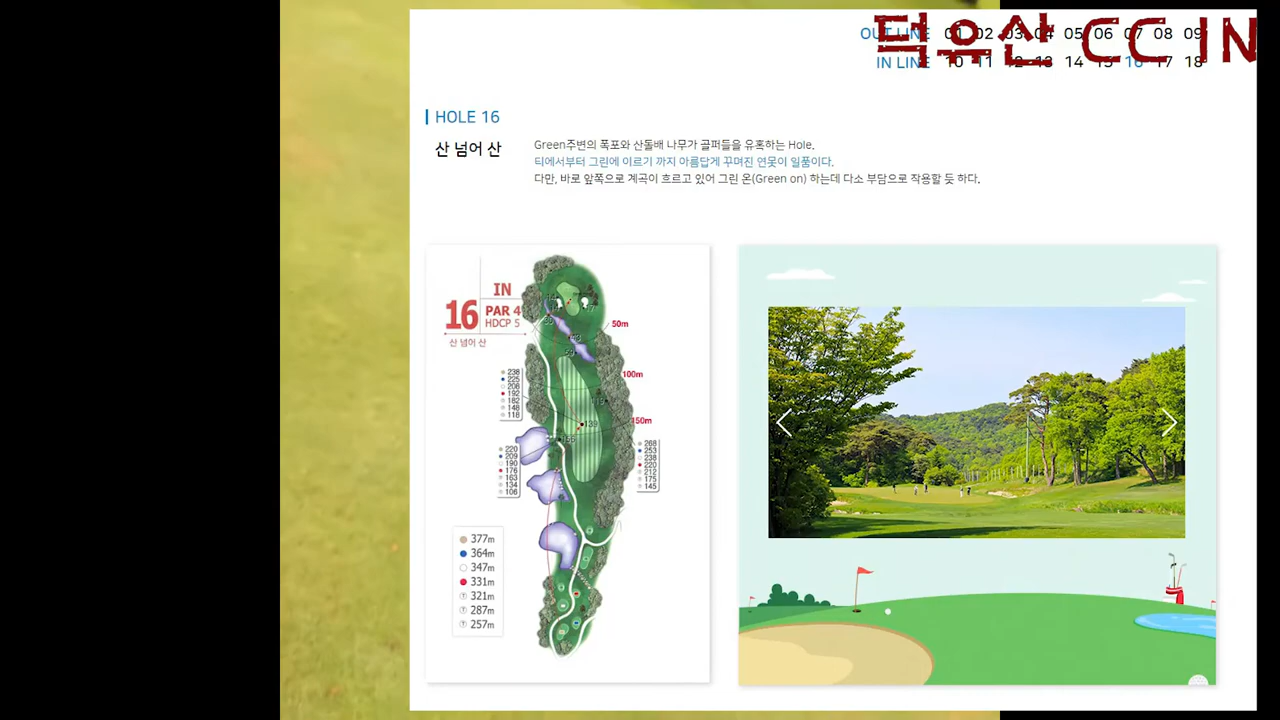 덕유산 CC IN
OUT LINE 01 02 03 04 05 06 07 08 09
IN LINE 10 11 12 13 14 15 16 17 18
HOLE 16
산 넘어 산
Green주변의 폭포와 산돌배 나무가 골퍼들을 유혹하는 Hole.
티에서부터 그린에 이르기 까지 아름답게 꾸며진 연못이 일품이다.
다만, 바로 앞쪽으로 계곡이 흐르고 있어 그린 온(Green on) 하는데 다소 부담으로 작용할 듯 하다.
16
IN
PAR 4
HDCP 5
산 넘어 산
50m
100m
150m
238
225
208
192
182
148
118
139
220
209
190
176
163
134
106
268
253
238
220
212
175
145
377m
364m
347m
331m
321m
287m
257m